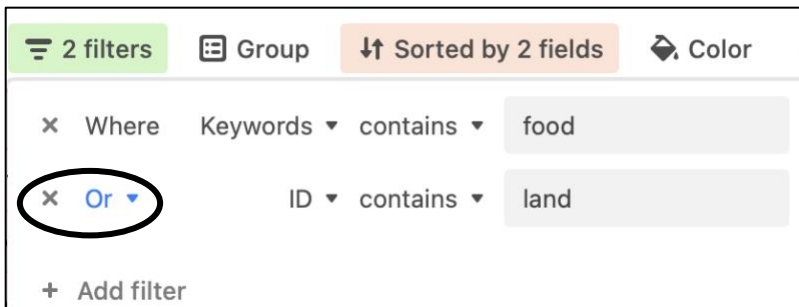 2 filters Group Sorted by 2 fields Color
× Where Keywords contains food
× Or ID contains land
+ Add filter